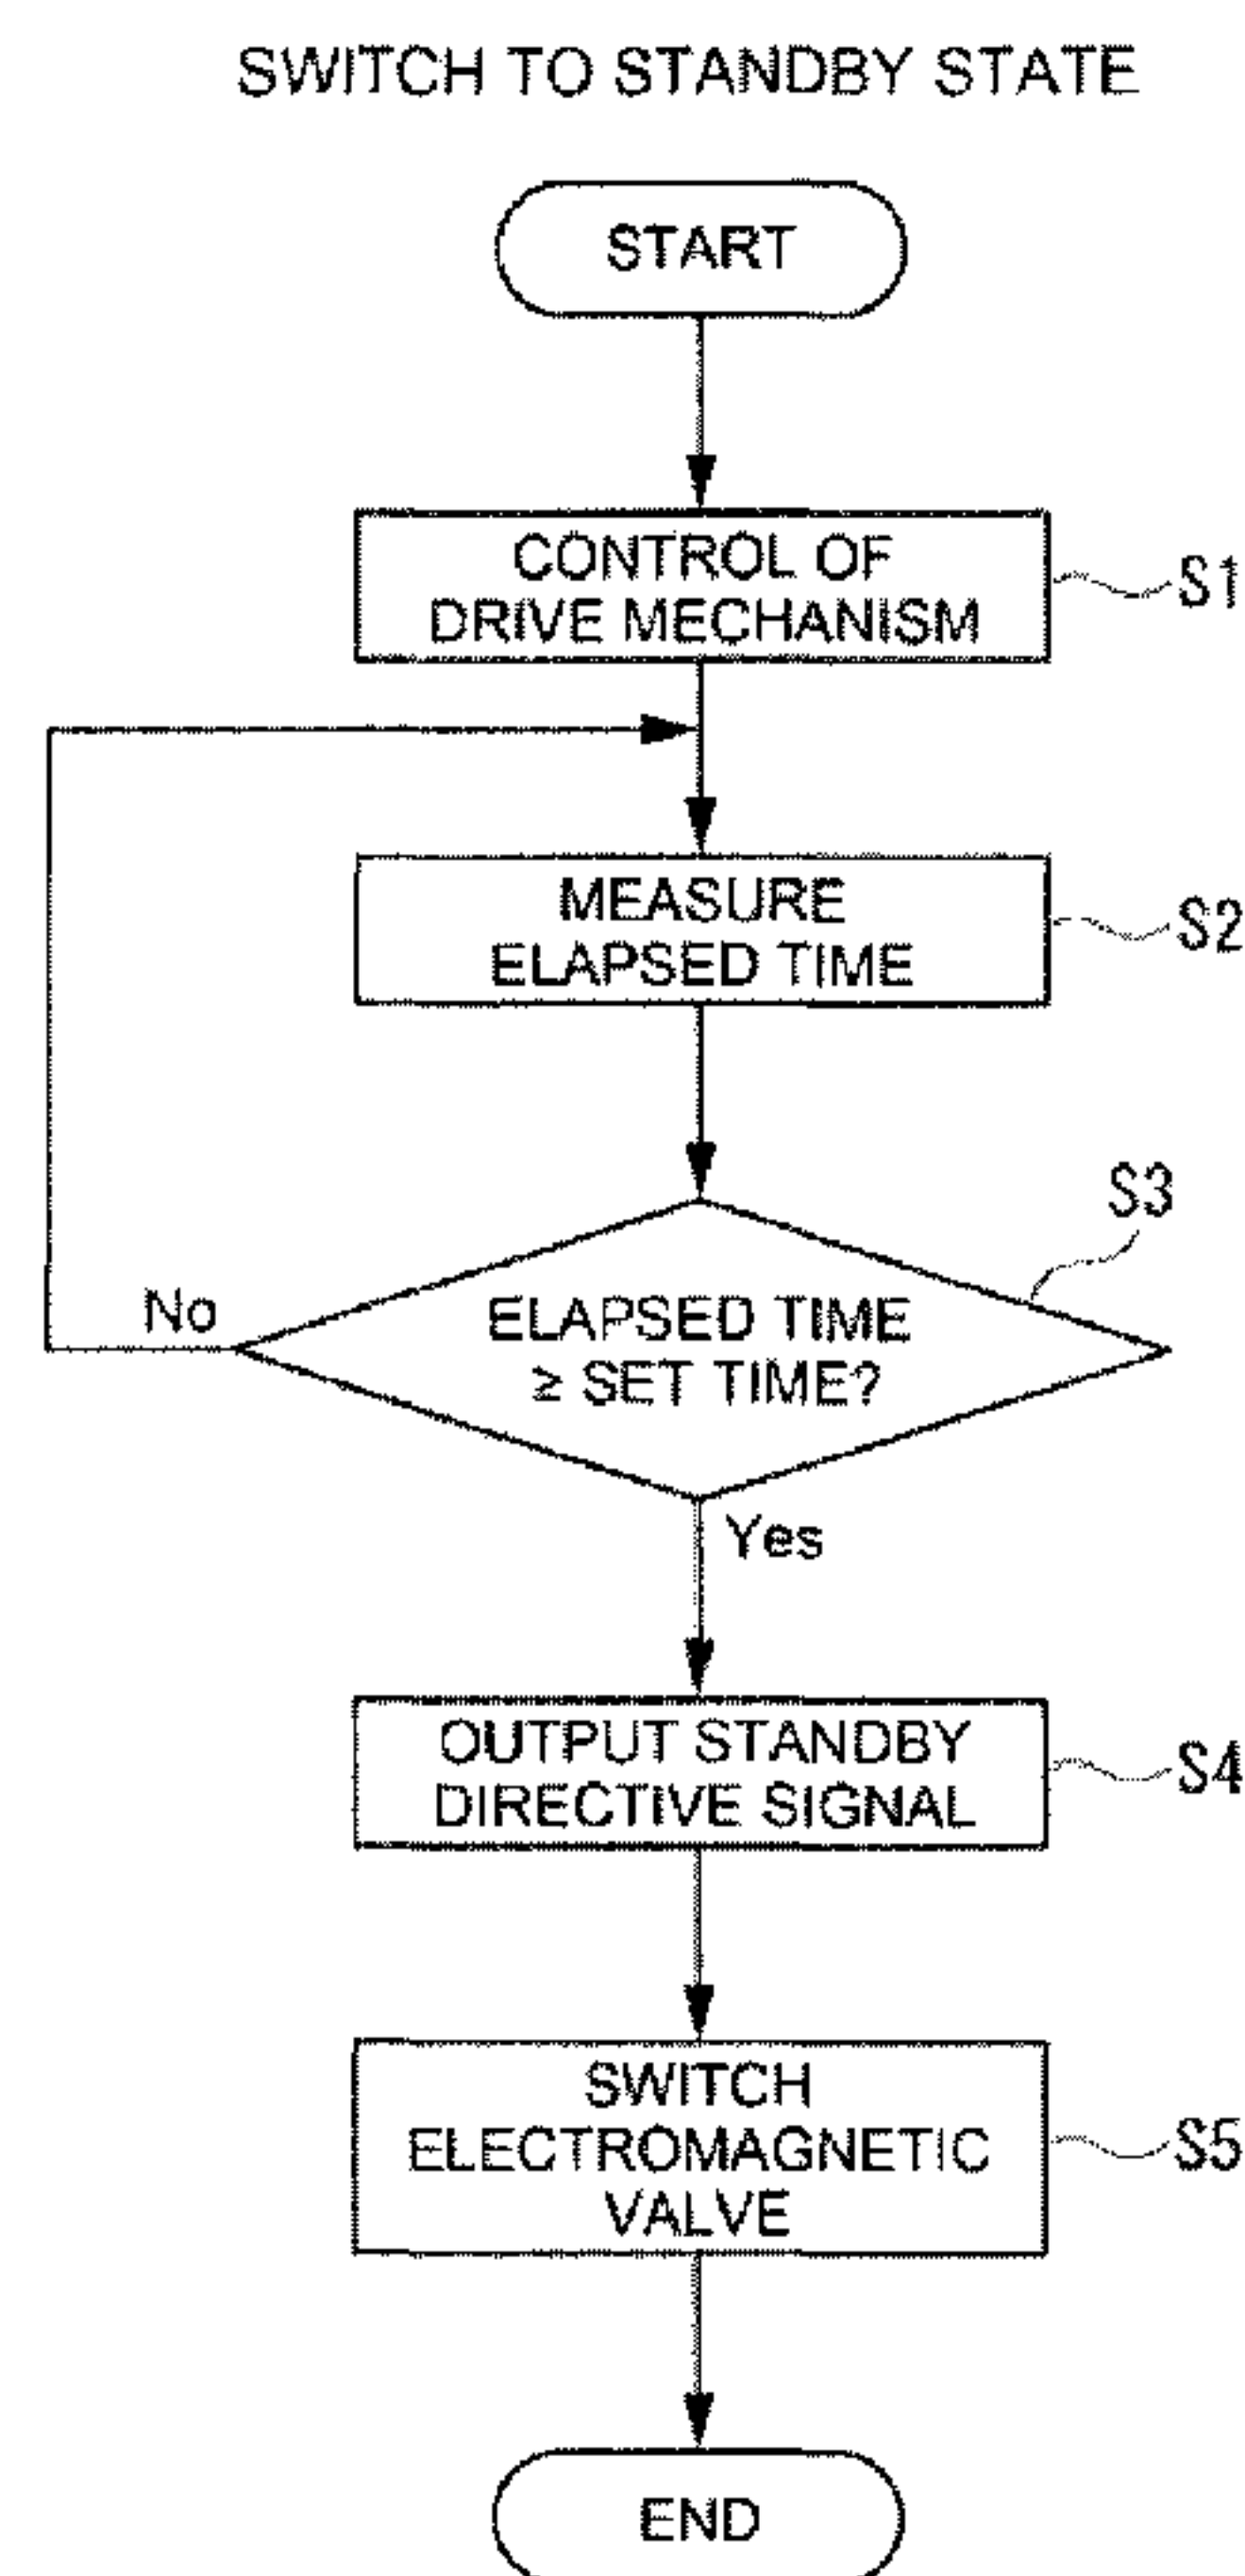 SWITCH TO STANDBY STATE
START
CONTROL OF
DRIVE MECHANISM
S1
MEASURE
ELAPSED TIME
S2
S3
No
ELAPSED TIME
≥ SET TIME?
Yes
OUTPUT STANDBY
DIRECTIVE SIGNAL
S4
SWITCH
ELECTROMAGNETIC
VALVE
S5
END